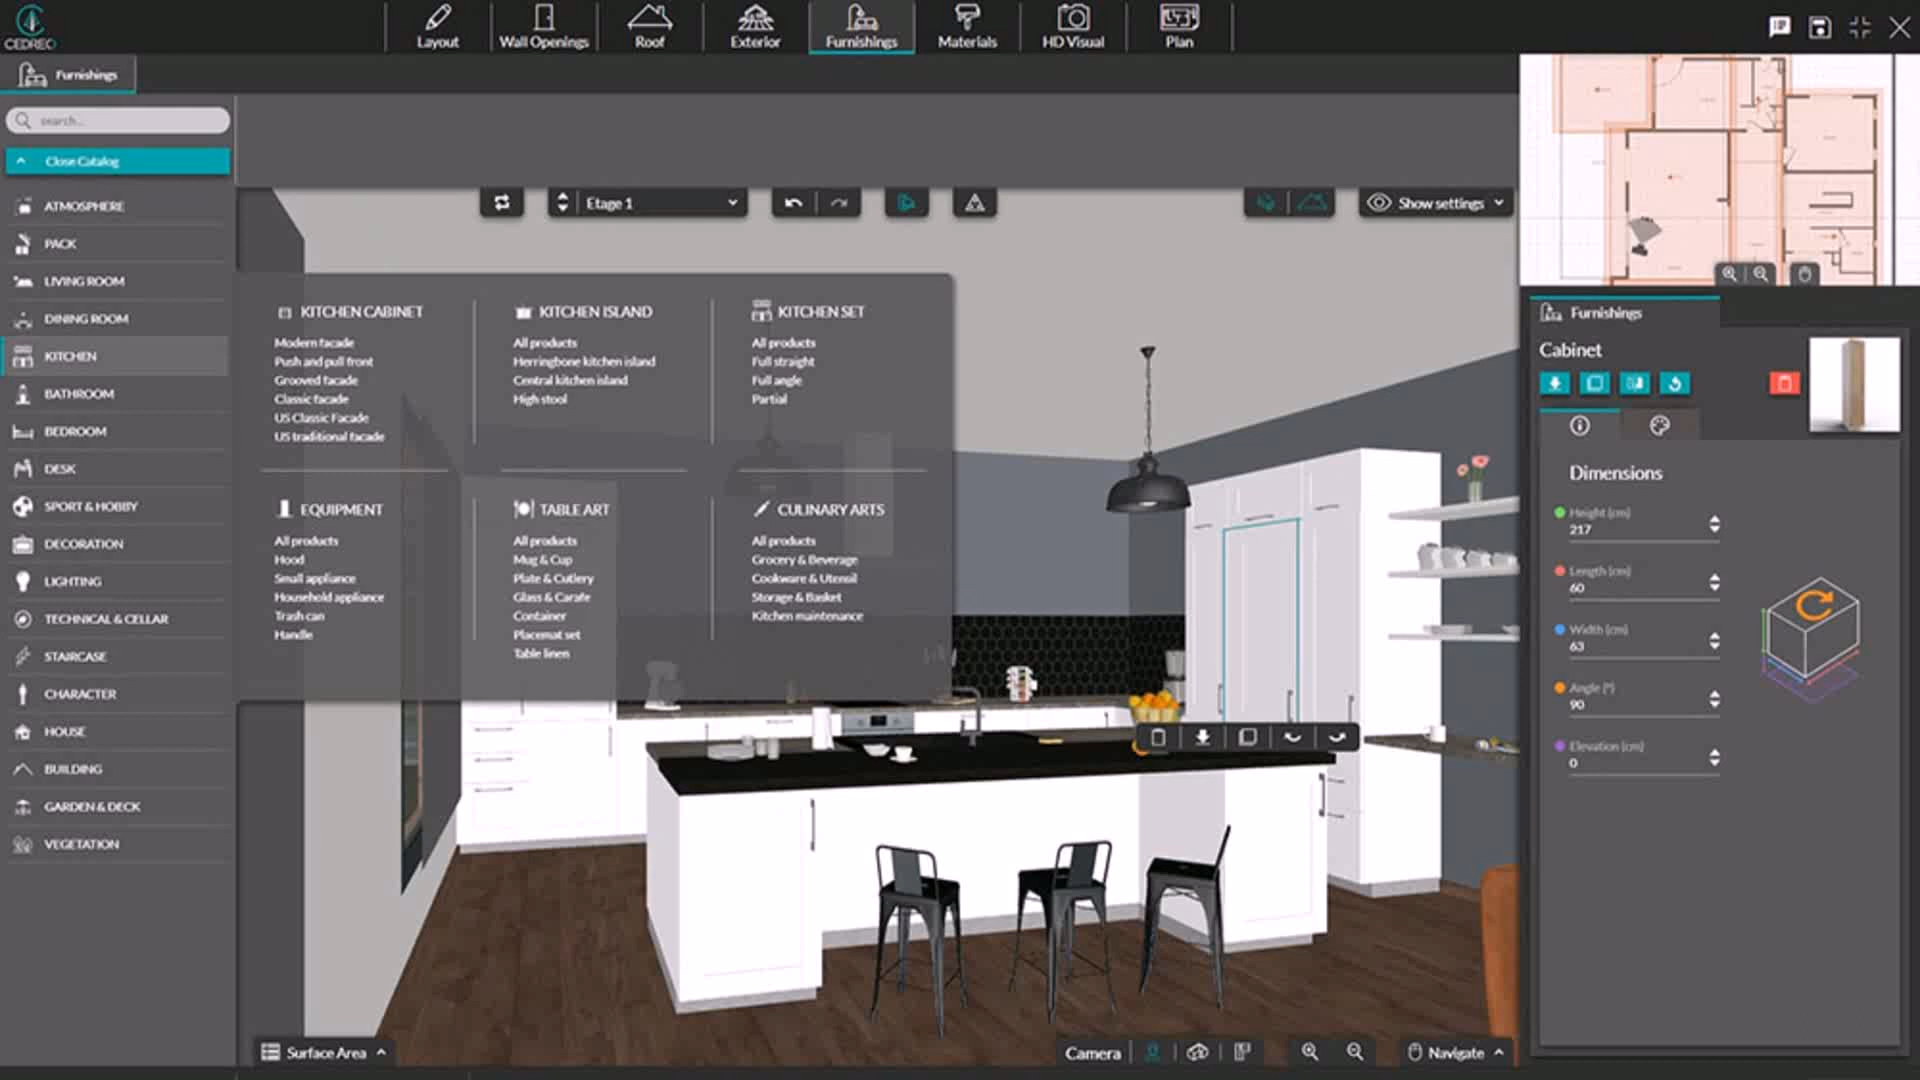 CEDREO
Layout
Wall Openings
Roof
Exterior
Furnishings
Materials
HD Visual
Plan
Furnishings
search...
Close Catalog
ATMOSPHERE
PACK
LIVING ROOM
DINING ROOM
KITCHEN
BATHROOM
BEDROOM
DESK
SPORT & HOBBY
DECORATION
LIGHTING
TECHNICAL & CELLAR
STAIRCASE
CHARACTER
HOUSE
BUILDING
GARDEN & DECK
VEGETATION
Etage 1
Show settings
KITCHEN CABINET
Modern facade
Push and pull front
Grooved facade
Classic facade
US Classic Facade
US traditional facade
KITCHEN ISLAND
All products
Herringbone kitchen island
Central kitchen island
High stool
KITCHEN SET
All products
Full straight
Full angle
Partial
EQUIPMENT
All products
Hood
Small appliance
Household appliance
Trash can
Handle
TABLE ART
All products
Mug & Cup
Plate & Cutlery
Glass & Carafe
Container
Placemat set
Table linen
CULINARY ARTS
All products
Grocery & Beverage
Cookware & Utensil
Storage & Basket
Kitchen maintenance
Furnishings
Cabinet
Dimensions
Height (cm)
217
Length (cm)
60
Width (cm)
63
Angle (°)
90
Elevation (cm)
0
Surface Area
Camera
Navigate